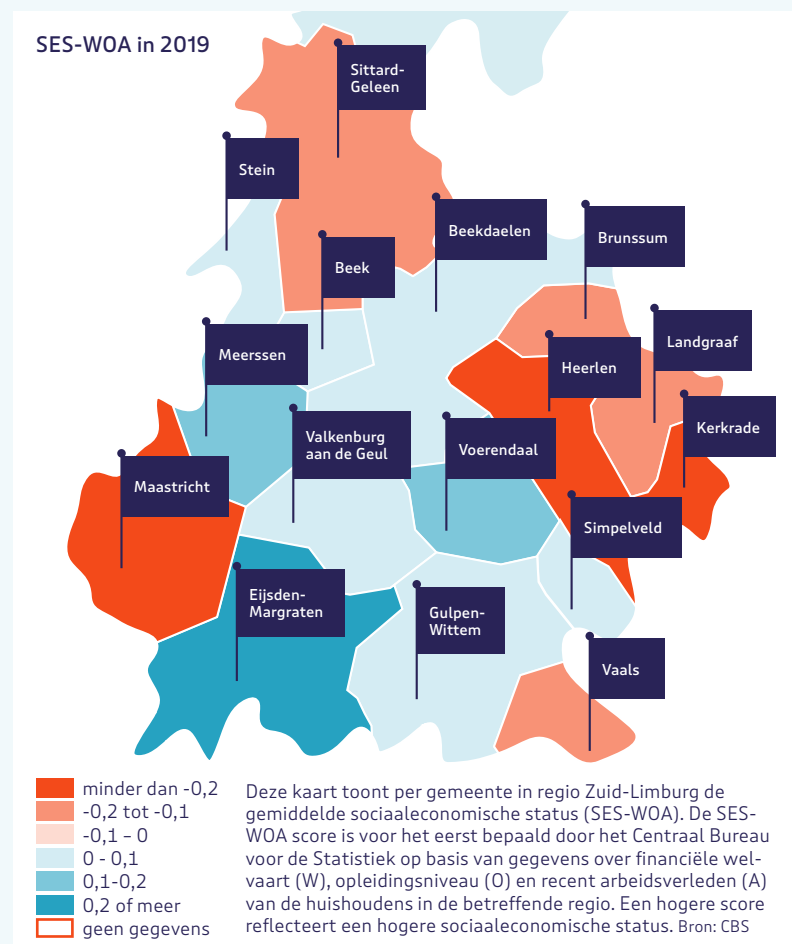 SES-WOA in 2019
Sittard-
Geleen
Stein
Beekdaelen
Brunssum
Beek
Meerssen
Heerlen
Landgraaf
Kerkrade
Valkenburg
aan de Geul
Voerendaal
Maastricht
Simpelveld
Eijsden-
Margraten
Gulpen-
Wittem
Vaals
minder dan -0,2
-0,2 tot -0,1
-0,1 – 0
0 - 0,1
0,1-0,2
0,2 of meer
geen gegevens
Deze kaart toont per gemeente in regio Zuid-Limburg de
gemiddelde sociaaleconomische status (SES-WOA). De SES-
WOA score is voor het eerst bepaald door het Centraal Bureau
voor de Statistiek op basis van gegevens over financiële wel-
vaart (W), opleidingsniveau (O) en recent arbeidsverleden (A)
van de huishoudens in de betreffende regio. Een hogere score
reflecteert een hogere sociaaleconomische status. Bron: CBS